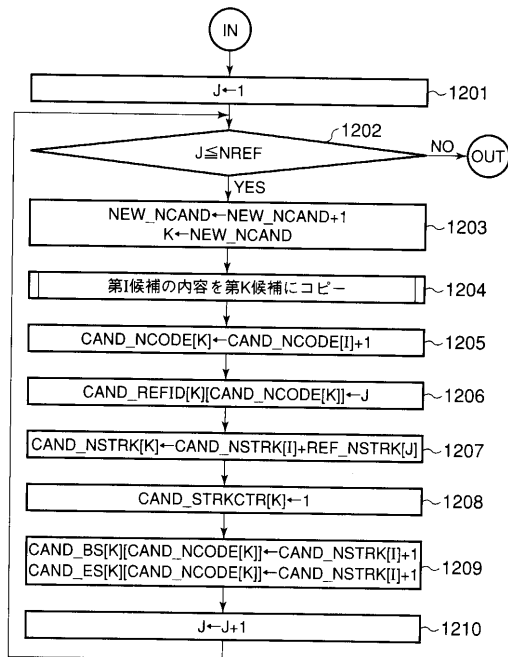 IN
J←1
1201
1202
J≦NREF
NO
OUT
YES
NEW_NCAND←NEW_NCAND+1
K←NEW_NCAND
1203
第I候補の内容を第K候補にコピー
1204
CAND_NCODE[K]←CAND_NCODE[I]+1
1205
CAND_REFID[K][CAND_NCODE[K]]←J
1206
CAND_NSTRK[K]←CAND_NSTRK[I]+REF_NSTRK[J]
1207
CAND_STRKCTR[K]←1
1208
CAND_BS[K][CAND_NCODE[K]]←CAND_NSTRK[I]+1
CAND_ES[K][CAND_NCODE[K]]←CAND_NSTRK[I]+1
1209
J←J+1
1210